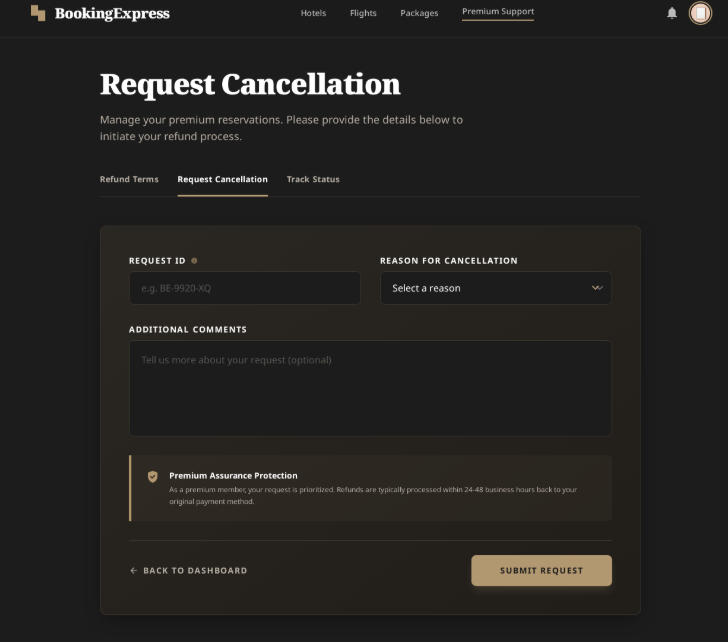 BookingExpress
Hotels
Flights
Packages
Premium Support
Request Cancellation
Manage your premium reservations. Please provide the details below to
initiate your refund process.
Refund Terms
Request Cancellation
Track Status
REQUEST ID
REASON FOR CANCELLATION
e.g. BE-9920-XQ
Select a reason
ADDITIONAL COMMENTS
Tell us more about your request (optional)
Premium Assurance Protection
As a premium member, your request is prioritized. Refunds are typically processed within 24-48 business hours back to your
original payment method.
← BACK TO DASHBOARD
SUBMIT REQUEST